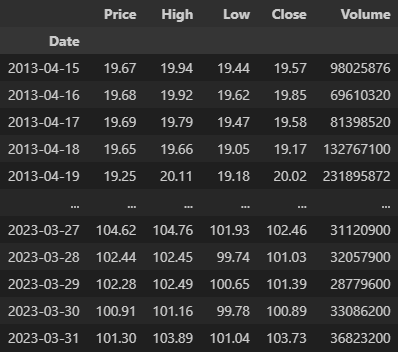 Price High Low Close Volume
Date
2013-04-15 19.67 19.94 19.44 19.57 98025876
2013-04-16 19.68 19.92 19.62 19.85 69610320
2013-04-17 19.69 19.79 19.47 19.58 81398520
2013-04-18 19.65 19.66 19.05 19.17 132767100
2013-04-19 19.25 20.11 19.18 20.02 231895872
... ... ... ... ... ...
2023-03-27 104.62 104.76 101.93 102.46 31120900
2023-03-28 102.44 102.45 99.74 101.03 32057900
2023-03-29 102.28 102.49 100.65 101.39 28779600
2023-03-30 100.91 101.16 99.78 100.89 33086200
2023-03-31 101.30 103.89 101.04 103.73 36823200